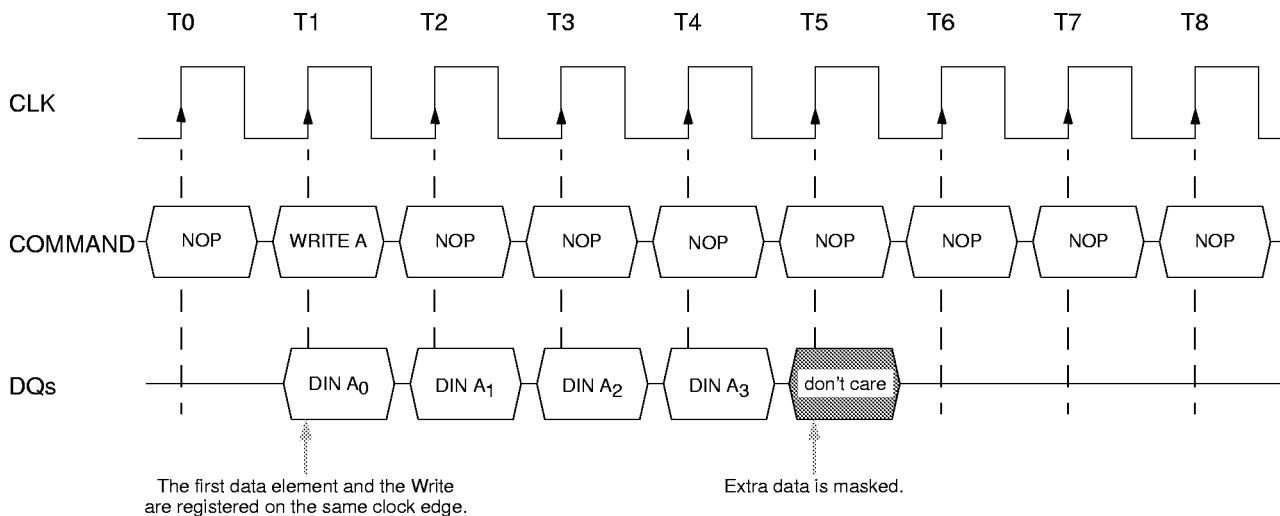 T0 T1 T2 T3 T4 T5 T6 T7 T8
CLK
COMMAND NOP WRITE A NOP NOP NOP NOP NOP NOP NOP
DQs DIN A0 DIN A1 DIN A2 DIN A3 don't care
The first data element and the Write
are registered on the same clock edge.
Extra data is masked.